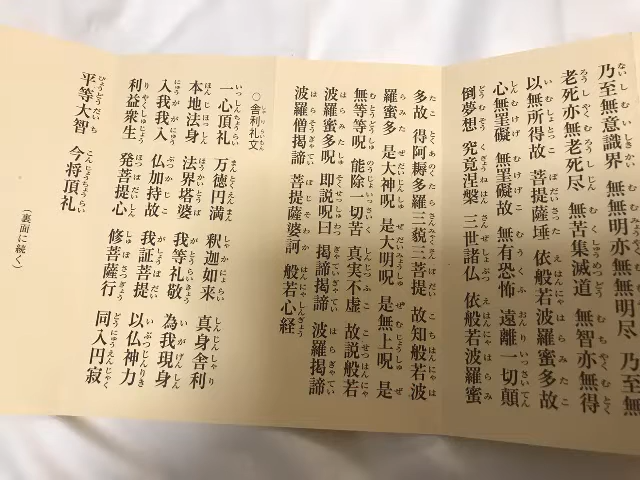 乃至無意識界 無無明亦無無明尽 乃至無
老死亦無老死尽 無苦集滅道 無智亦無得
以無所得故 菩提薩埵 依般若波羅蜜多故
心無罣礙 無罣礙故 無有恐怖 遠離一切顛
倒夢想 究竟涅槃 三世諸仏 依般若波羅蜜
多故 得阿耨多羅三藐三菩提 故知般若波
羅蜜多 是大神呪 是大明呪 是無上呪 是
無等等呪 能除一切苦 真実不虚 故説般若
波羅蜜多呪 即説呪曰 揭諦揭諦 波羅揭諦
波羅僧揭諦 菩提薩婆訶 般若心経
○舎利礼文
一心頂礼 万徳円満 釈迦如来 真身舎利
本地法身 法界塔婆 我等礼敬 為我現身
入我我入 仏加持故 我証菩提 以仏神力
利益衆生 発菩提心 修菩薩行 同入円寂
平等大智 今将頂礼
(裏面に続く)